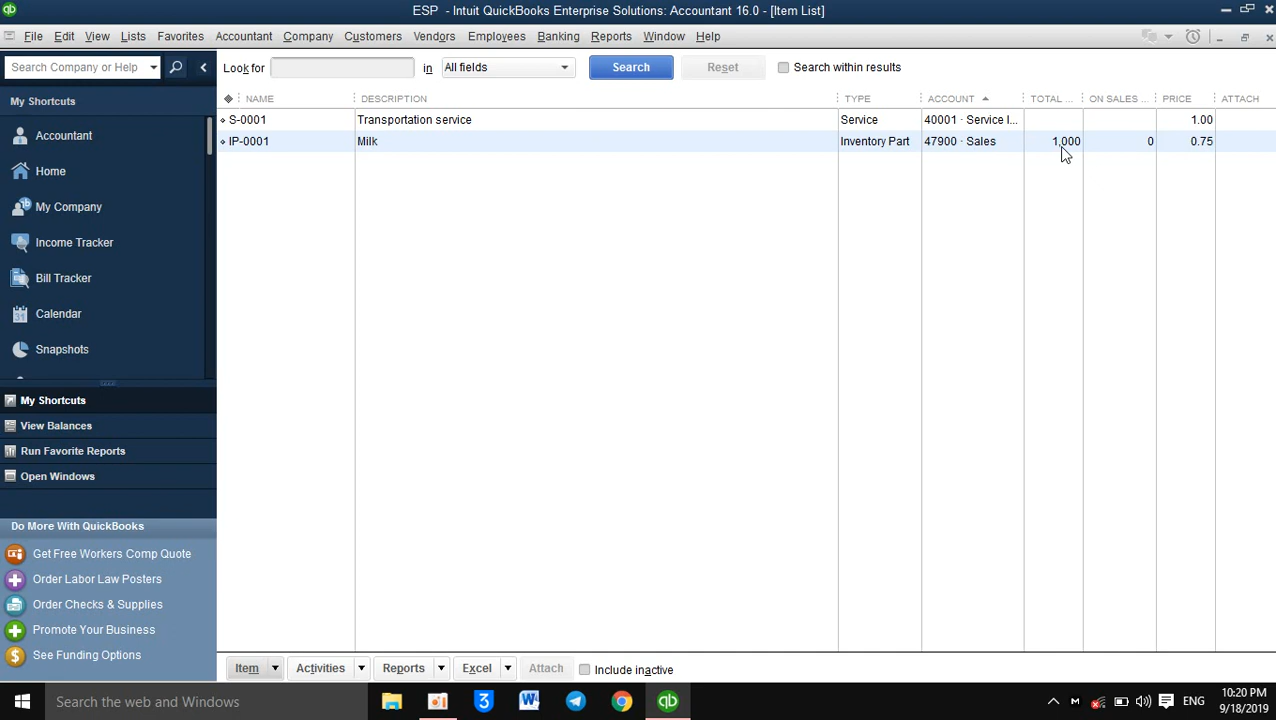 ESP - Intuit QuickBooks Enterprise Solutions: Accountant 16.0 - [Item List]
File Edit View Lists Favorites Accountant Company Customers Vendors Employees Banking Reports Window Help
Search Company or Help
Look for in All fields Search Reset Search within results
My Shortcuts
NAME DESCRIPTION TYPE ACCOUNT TOTAL ... ON SALES ... PRICE ATTACH
S-0001 Transportation service Service 40001 · Service I... 1.00
IP-0001 Milk Inventory Part 47900 · Sales 1,000 0 0.75
Accountant
Home
My Company
Income Tracker
Bill Tracker
31
Calendar
Snapshots
My Shortcuts
View Balances
Run Favorite Reports
Open Windows
Do More With QuickBooks
Get Free Workers Comp Quote
Order Labor Law Posters
Order Checks & Supplies
Promote Your Business
See Funding Options
Item Activities Reports Excel Attach Include inactive
Search the web and Windows
ENG
10:20 PM
9/18/2019